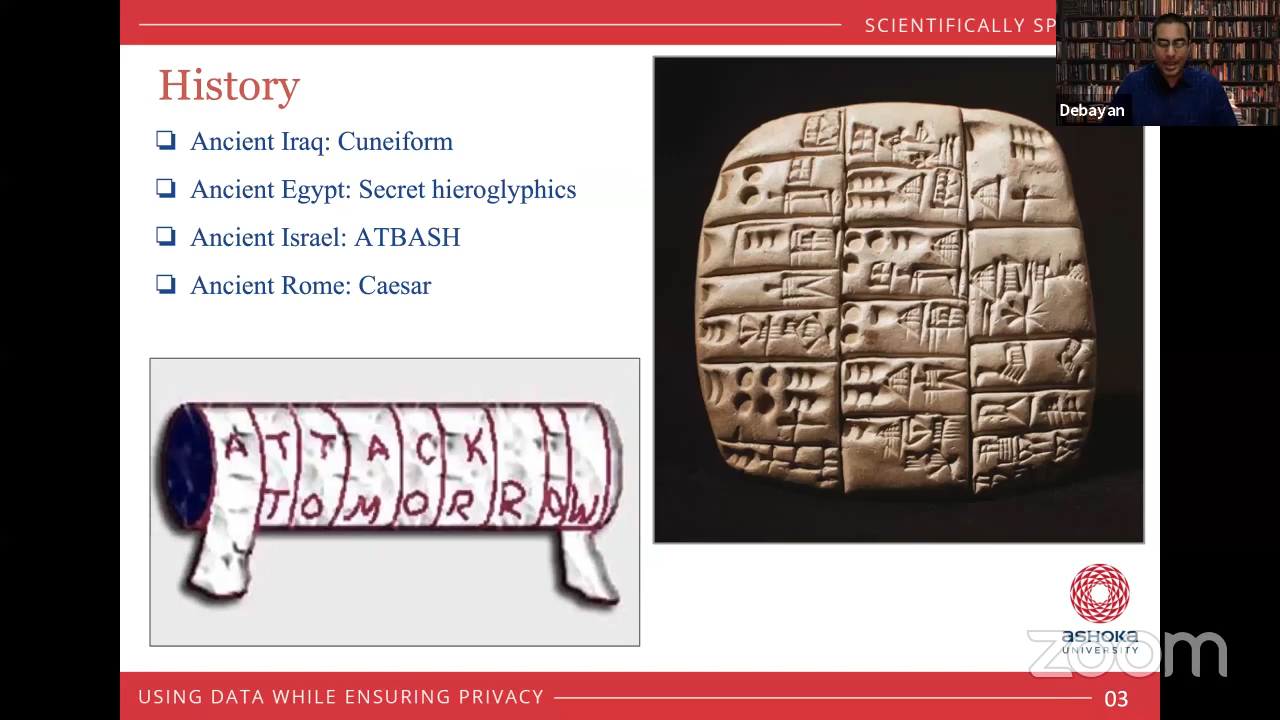 SCIENTIFICALLY SP
Debayan
History
Ancient Iraq: Cuneiform
Ancient Egypt: Secret hieroglyphics
Ancient Israel: ATBASH
Ancient Rome: Caesar
ATTACK
TOMORROW
ASHOKA
UNIVERSITY
zoom
USING DATA WHILE ENSURING PRIVACY
03